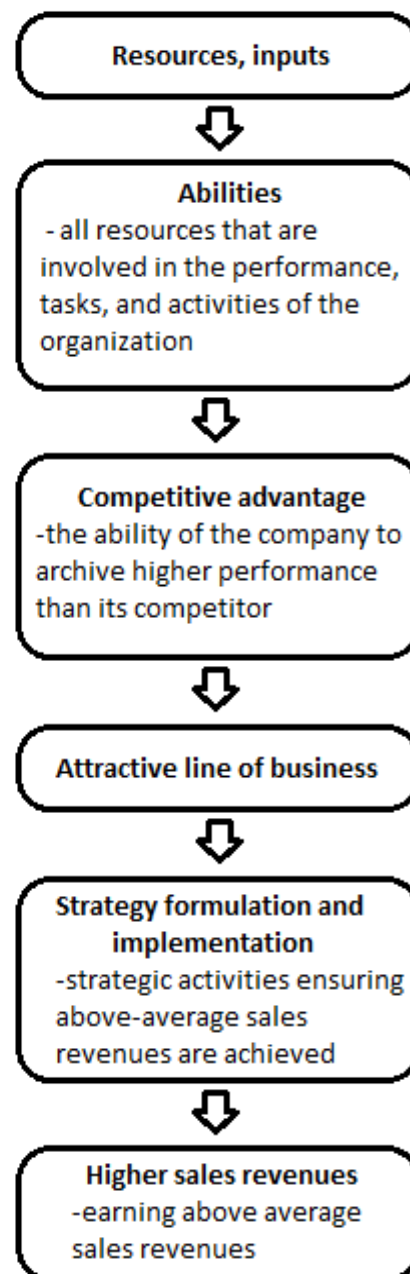 Resources, inputs
Abilities
- all resources that are
involved in the performance,
tasks, and activities of the
organization
Competitive advantage
-the ability of the company to
archive higher performance
than its competitor
Attractive line of business
Strategy formulation and
implementation
-strategic activities ensuring
above-average sales
revenues are achieved
Higher sales revenues
-earning above average
sales revenues